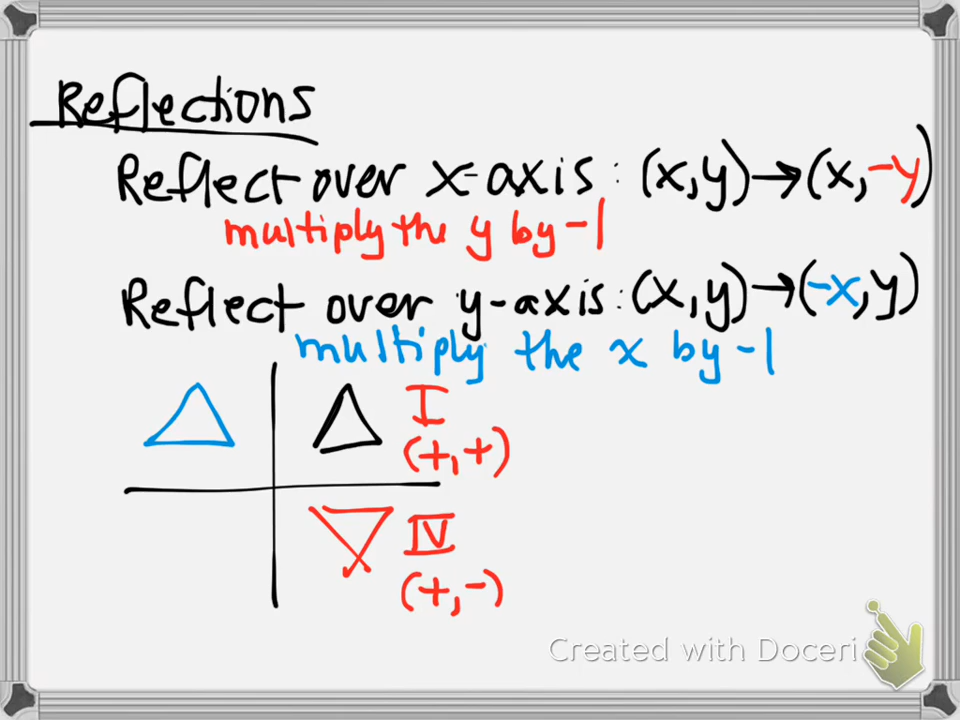 Reflections
Reflect over x-axis: (x,y)→(x,-y)
multiply the y by -1
Reflect over y-axis: (x,y)→(-x,y)
multiply the x by -1
I
(+,+)
IV
(+,-)
Created with Doceri